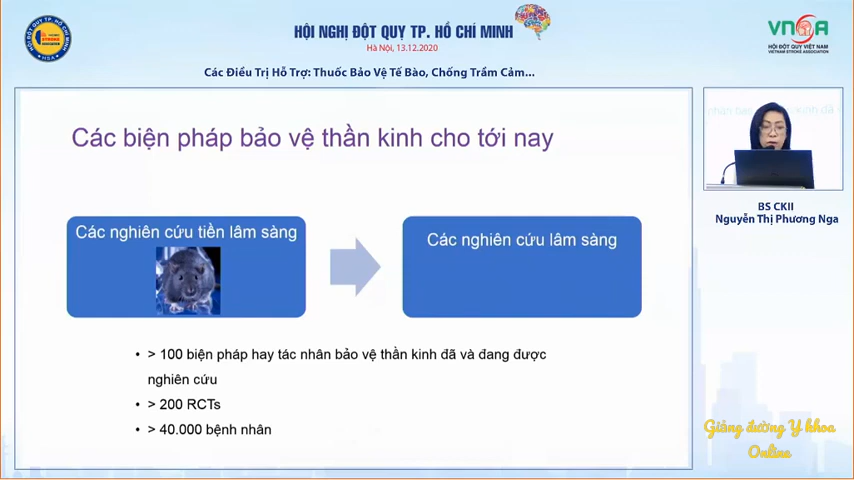 HỘI NGHỊ ĐỘT QUỴ TP. HỒ CHÍ MINH
Hà Nội, 13.12.2020
VNSA
HỘI ĐỘT QUỴ VIỆT NAM
VIETNAM STROKE ASSOCIATION
Các Điều Trị Hỗ Trợ: Thuốc Bảo Vệ Tế Bào, Chống Trầm Cảm...
Các biện pháp bảo vệ thần kinh cho tới nay
Các nghiên cứu tiền lâm sàng
Các nghiên cứu lâm sàng
• > 100 biện pháp hay tác nhân bảo vệ thần kinh đã và đang được
nghiên cứu
• > 200 RCTs
• > 40.000 bệnh nhân
BS CKII
Nguyễn Thị Phương Nga
Giảng đường Y khoa
Online